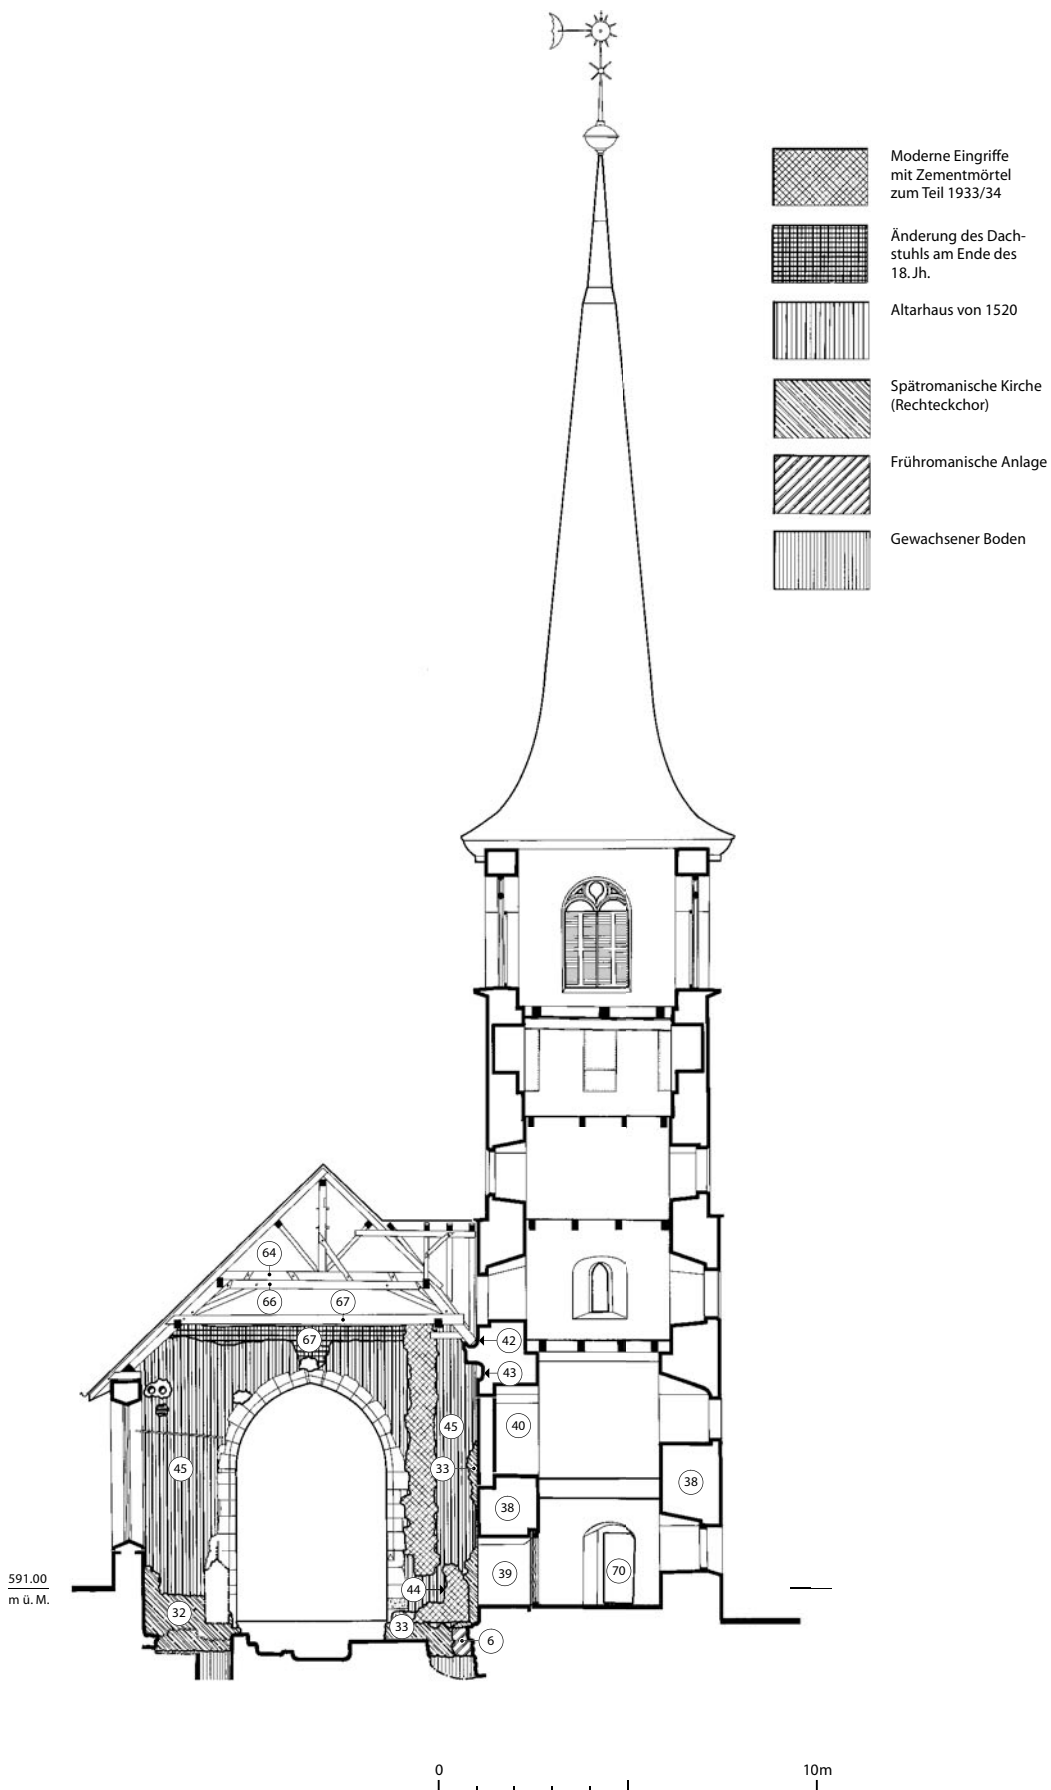 Moderne Eingriffe
mit Zementmörtel
zum Teil 1933/34
Änderung des Dach-
stuhls am Ende des
18. Jh.
Altarhaus von 1520
Spätromanische Kirche
(Rechteckchor)
Frühromanische Anlage
Gewachsener Boden
64
66
67
67
42
43
45
40
33
45
38
38
39
70
44
32
33
6
591.00
m ü. M.
0
10m